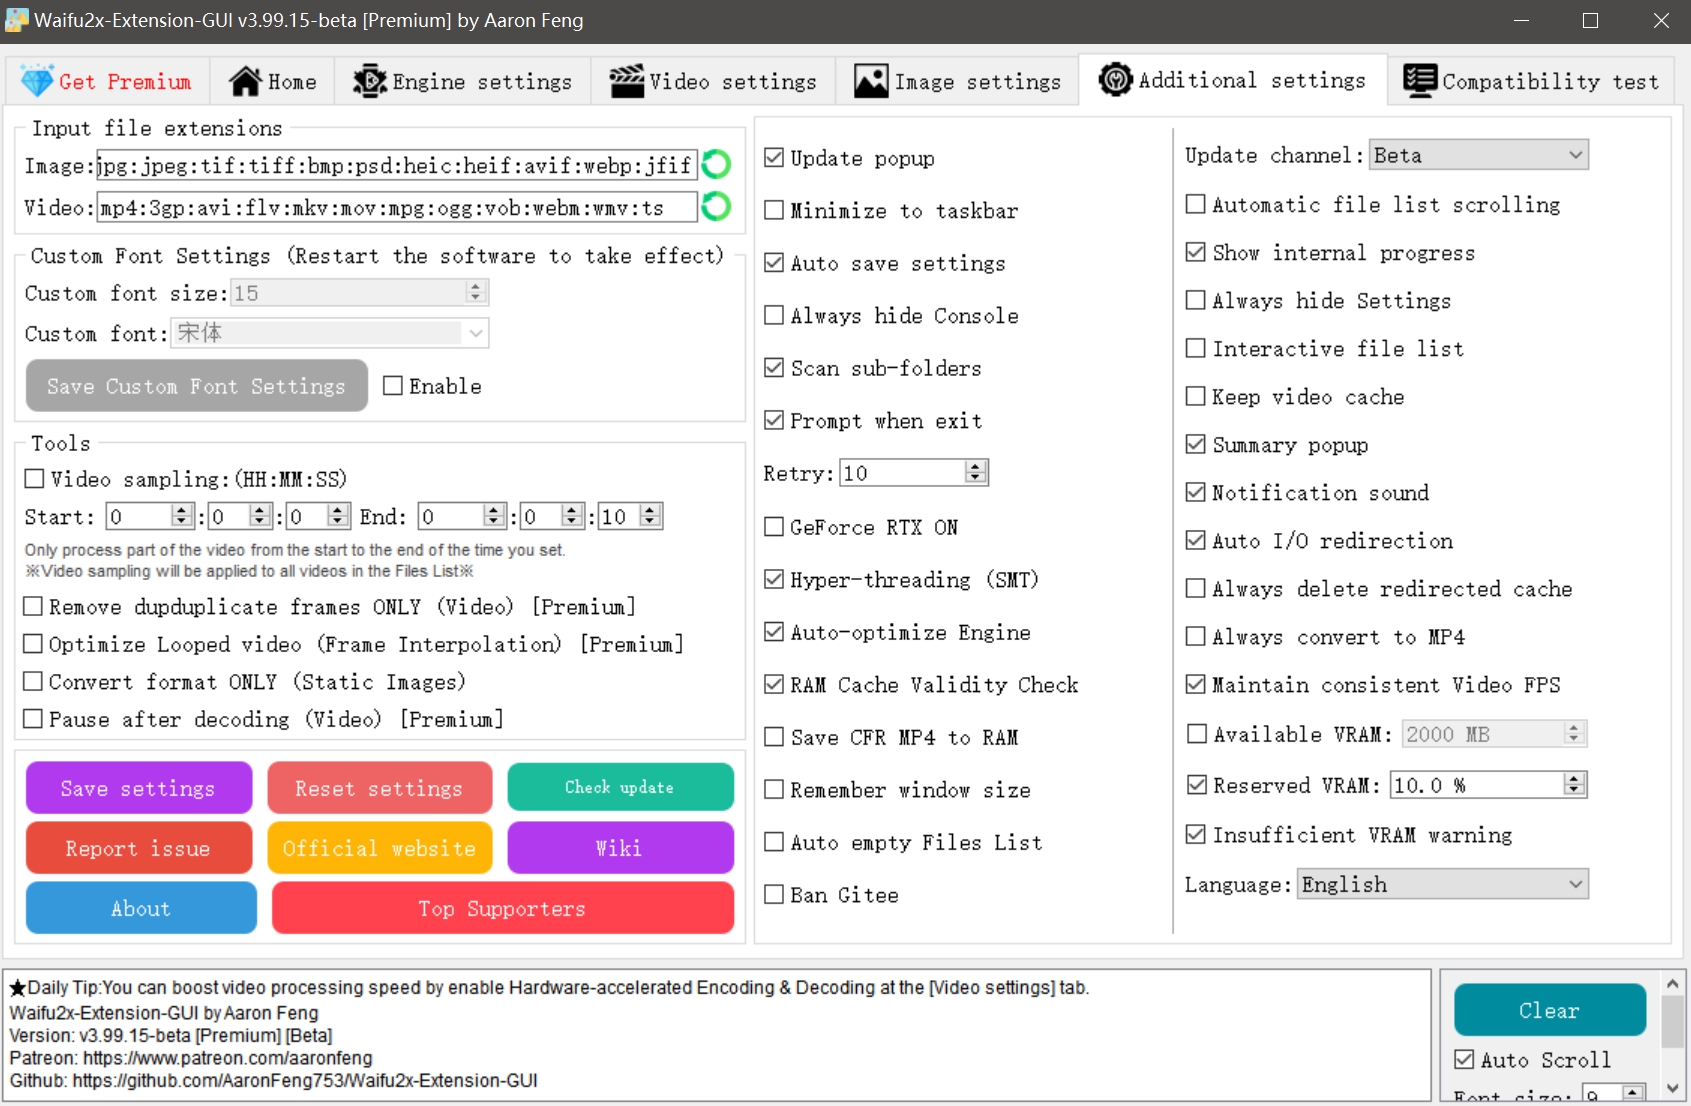 Waifu2x-Extension-GUI v3.99.15-beta [Premium] by Aaron Feng
Get Premium
Home
Engine settings
Video settings
Image settings
Additional settings
Compatibility test
Input file extensions
Image: jpg:jpeg:tif:tiff:bmp:psd:heic:heif:avif:webp:jfif
Video: mp4:3gp:avi:flv:mkv:mov:mpg:ogg:vob:webm:wmv:ts
Custom Font Settings (Restart the software to take effect)
Custom font size: 15
Custom font: 宋体
Save Custom Font Settings
Enable
Tools
Video sampling:(HH:MM:SS)
Start: 0 : 0 : 0 End: 0 : 0 : 10
Only process part of the video from the start to the end of the time you set.
※Video sampling will be applied to all videos in the Files List※
Remove dupduplicate frames ONLY (Video) [Premium]
Optimize Looped video (Frame Interpolation) [Premium]
Convert format ONLY (Static Images)
Pause after decoding (Video) [Premium]
Save settings
Reset settings
Check update
Report issue
Official website
Wiki
About
Top Supporters
Update popup
Minimize to taskbar
Auto save settings
Always hide Console
Scan sub-folders
Prompt when exit
Retry: 10
GeForce RTX ON
Hyper-threading (SMT)
Auto-optimize Engine
RAM Cache Validity Check
Save CFR MP4 to RAM
Remember window size
Auto empty Files List
Ban Gitee
Update channel: Beta
Automatic file list scrolling
Show internal progress
Always hide Settings
Interactive file list
Keep video cache
Summary popup
Notification sound
Auto I/O redirection
Always delete redirected cache
Always convert to MP4
Maintain consistent Video FPS
Available VRAM: 2000 MB
Reserved VRAM: 10.0 %
Insufficient VRAM warning
Language: English
★Daily Tip:You can boost video processing speed by enable Hardware-accelerated Encoding & Decoding at the [Video settings] tab.
Waifu2x-Extension-GUI by Aaron Feng
Version: v3.99.15-beta [Premium] [Beta]
Patreon: https://www.patreon.com/aaronfeng
Github: https://github.com/AaronFeng753/Waifu2x-Extension-GUI
Clear
Auto Scroll
Font size: 9